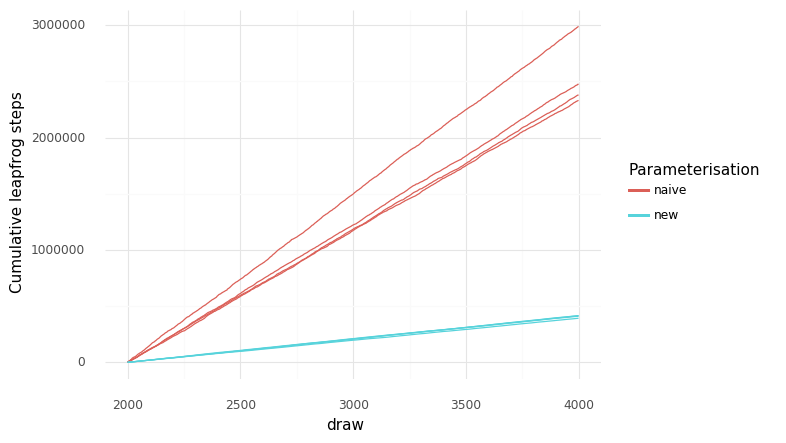 3000000
2000000
1000000
0
Cumulative leapfrog steps
2000 2500 3000 3500 4000
draw
Parameterisation
naive
new